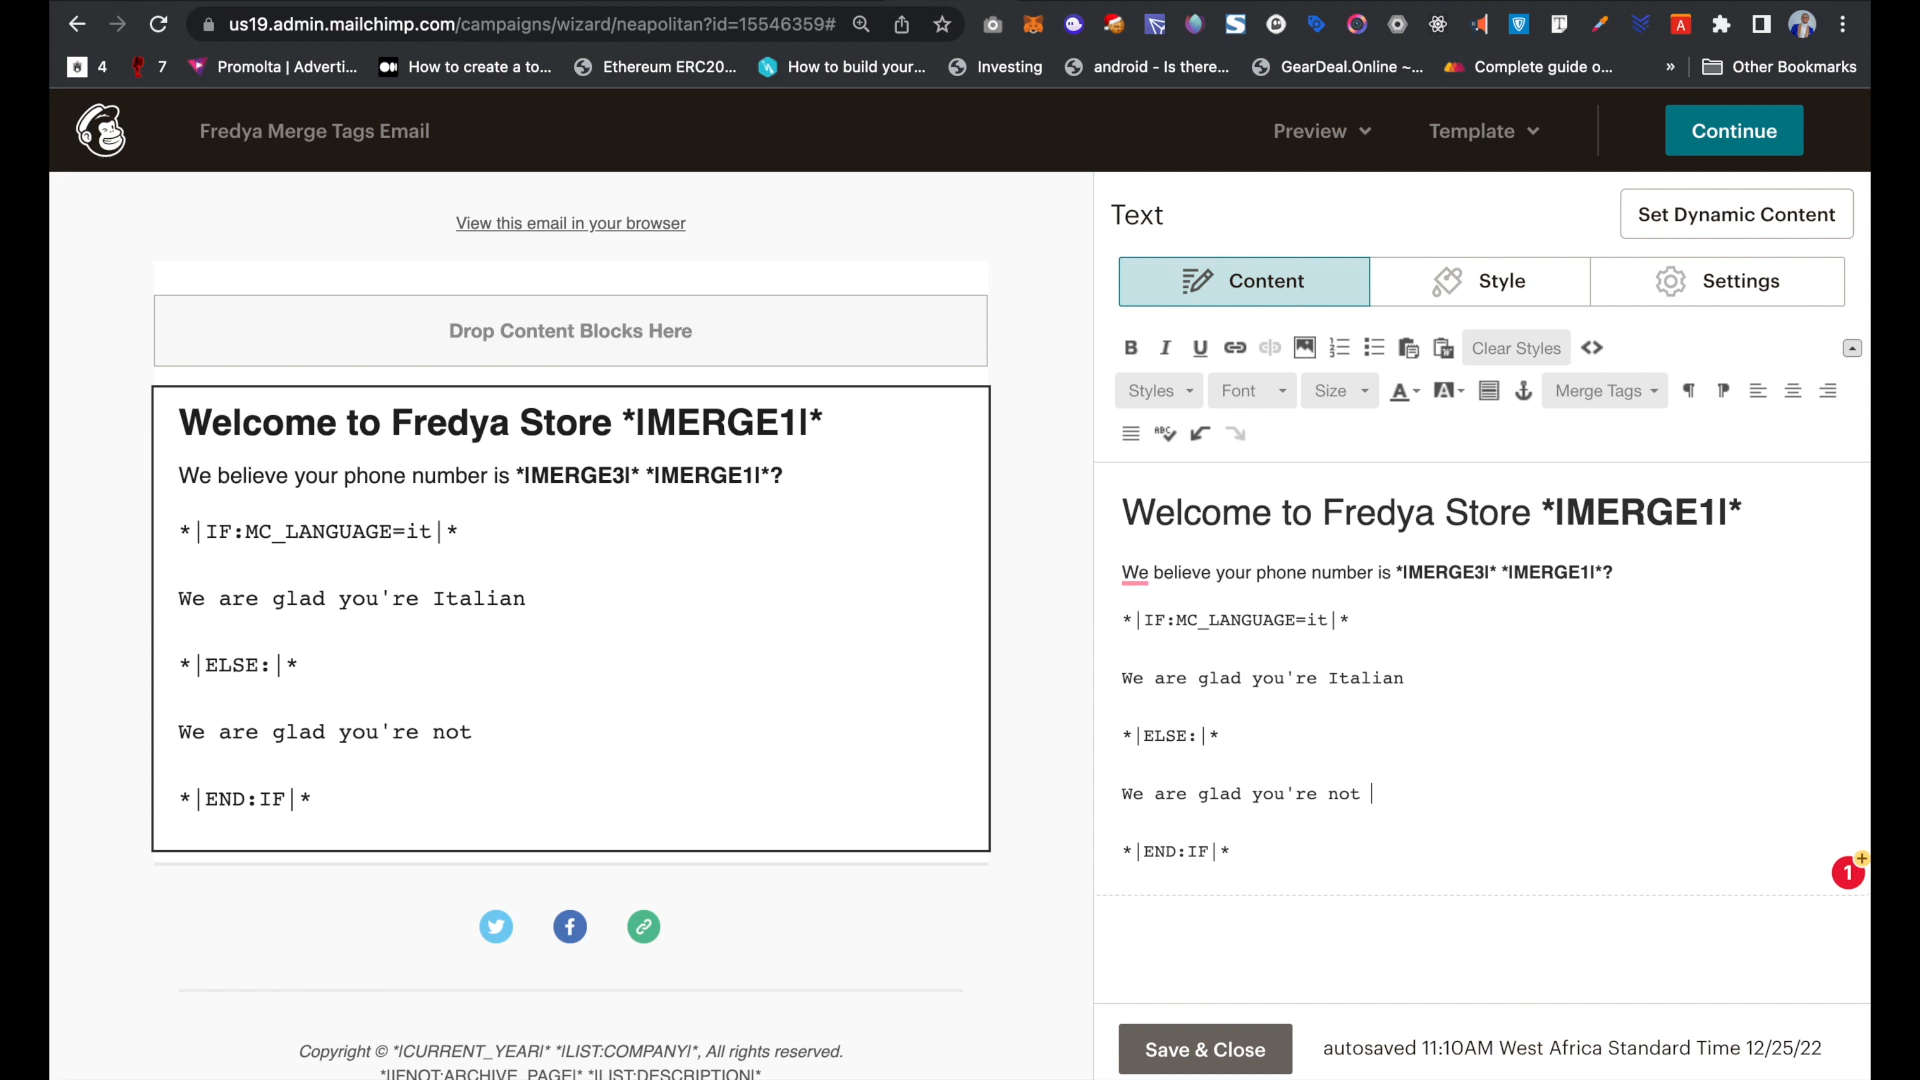 us19.admin.mailchimp.com/campaigns/wizard/neapolitan?id=15546359#
4
7
Promolta | Adverti...
How to create a to...
Ethereum ERC20...
How to build your...
Investing
android - Is there...
GearDeal.Online ~...
Complete guide o...
»
Other Bookmarks
Fredya Merge Tags Email
Preview
Template
Continue
View this email in your browser
Drop Content Blocks Here
Welcome to Fredya Store *|MERGE1|*
We believe your phone number is *|MERGE3|* *|MERGE1|*?
*|IF:MC_LANGUAGE=it|*
We are glad you're Italian
*|ELSE:|*
We are glad you're not
*|END:IF|*
Copyright © *|CURRENT_YEAR|* *|LIST:COMPANY|*, All rights reserved.
*|IFNOT:ARCHIVE_PAGE|* *|LIST:DESCRIPTION|*
Text
Set Dynamic Content
Content
Style
Settings
B I U
Clear Styles
Styles
Font
Size
A
A
Merge Tags
ABC
Welcome to Fredya Store *|MERGE1|*
We believe your phone number is *|MERGE3|* *|MERGE1|*?
*|IF:MC_LANGUAGE=it|*
We are glad you're Italian
*|ELSE:|*
We are glad you're not
*|END:IF|*
1
Save & Close
autosaved 11:10AM West Africa Standard Time 12/25/22